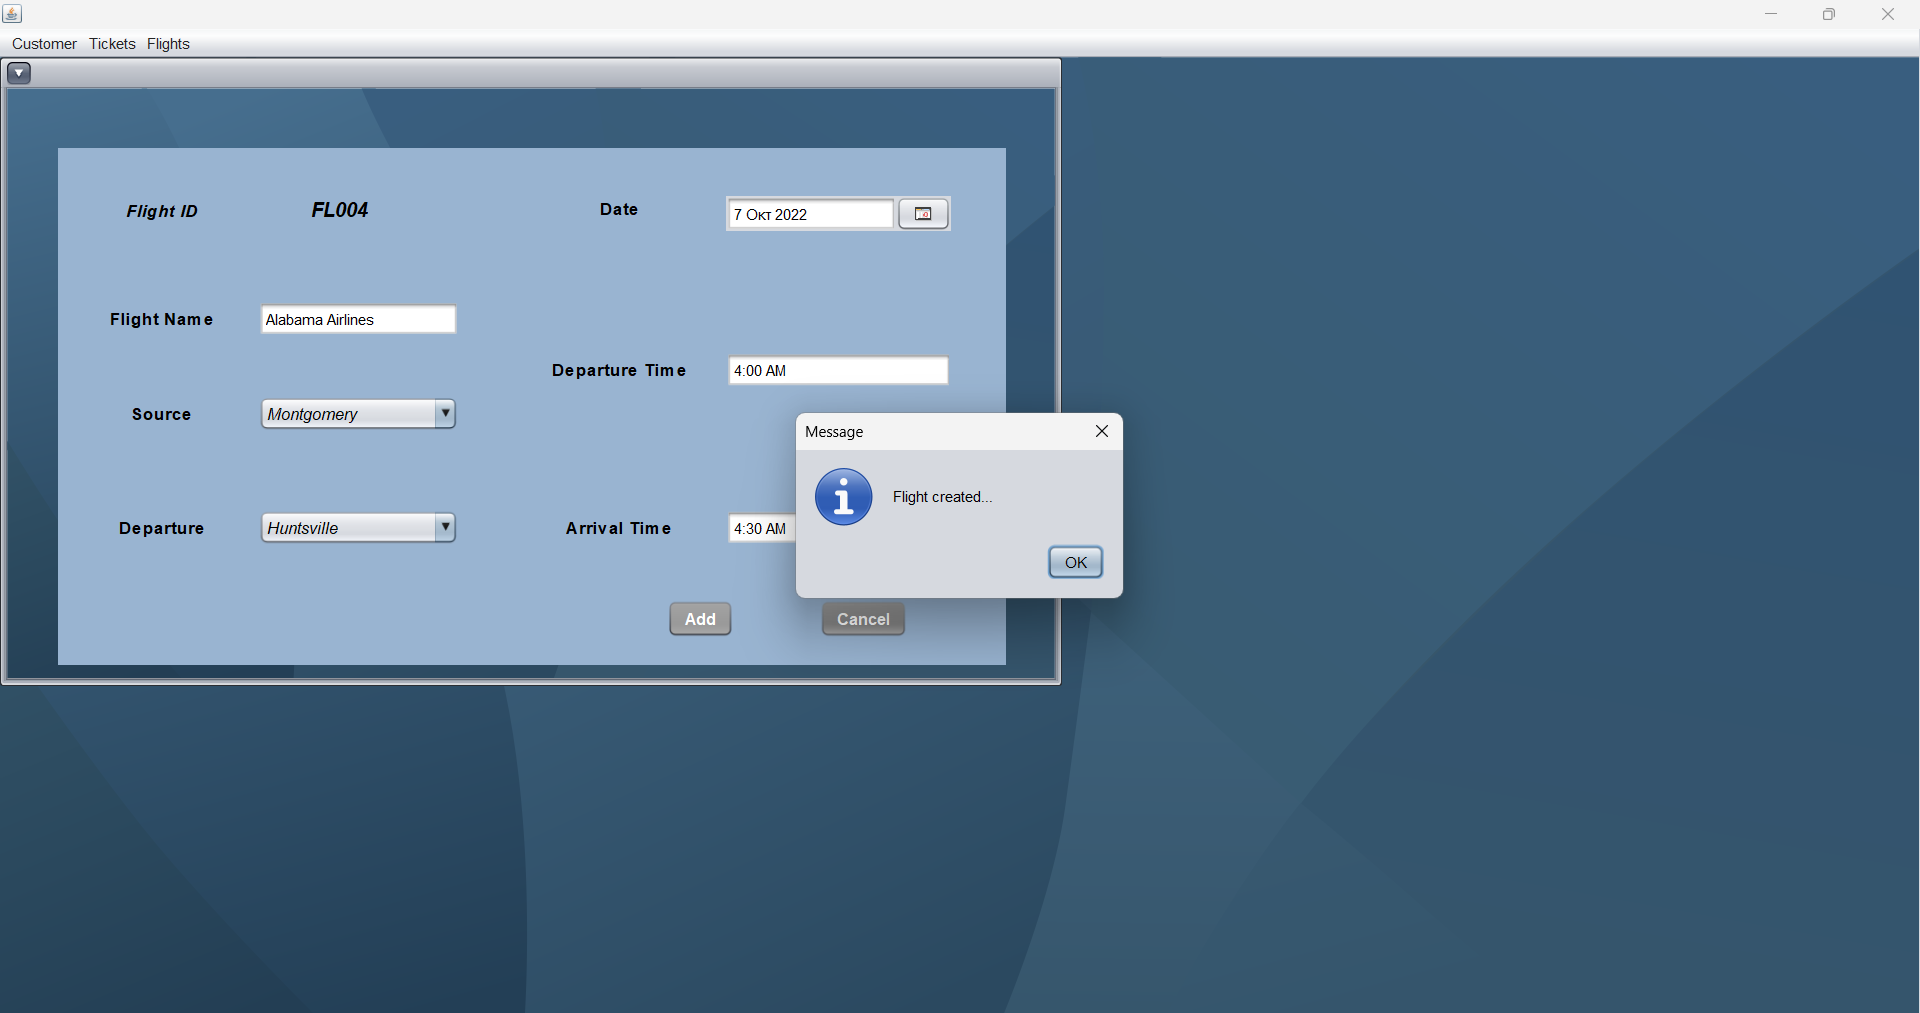 Customer Tickets Flights
Flight ID FL004 Date 7 Окт 2022
Flight Name Alabama Airlines
Departure Time 4:00 AM
Source Montgomery
Message
Flight created...
Departure Huntsville Arrival Time 4:30 AM
OK
Add Cancel